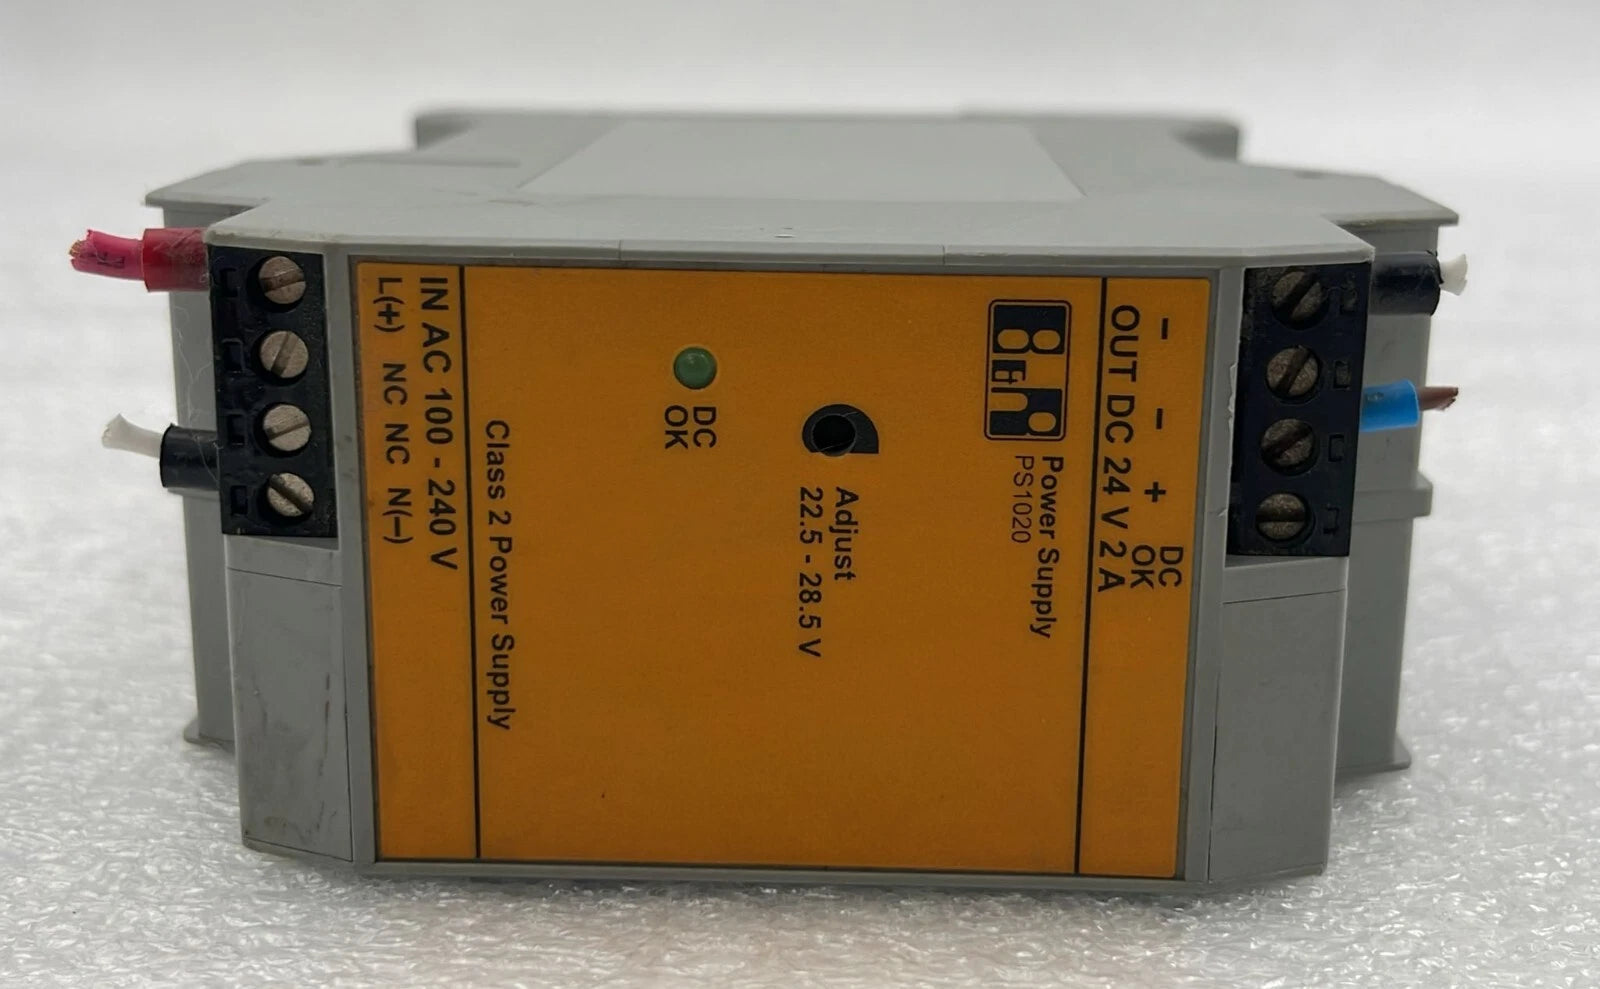 – – + DC
OK
OUT DC 24 V 2 A
B&R
Power Supply
PS1020
Adjust
22.5 - 28.5 V
DC
OK
Class 2 Power Supply
IN AC 100 - 240 V
L(+) NC NC N(–)